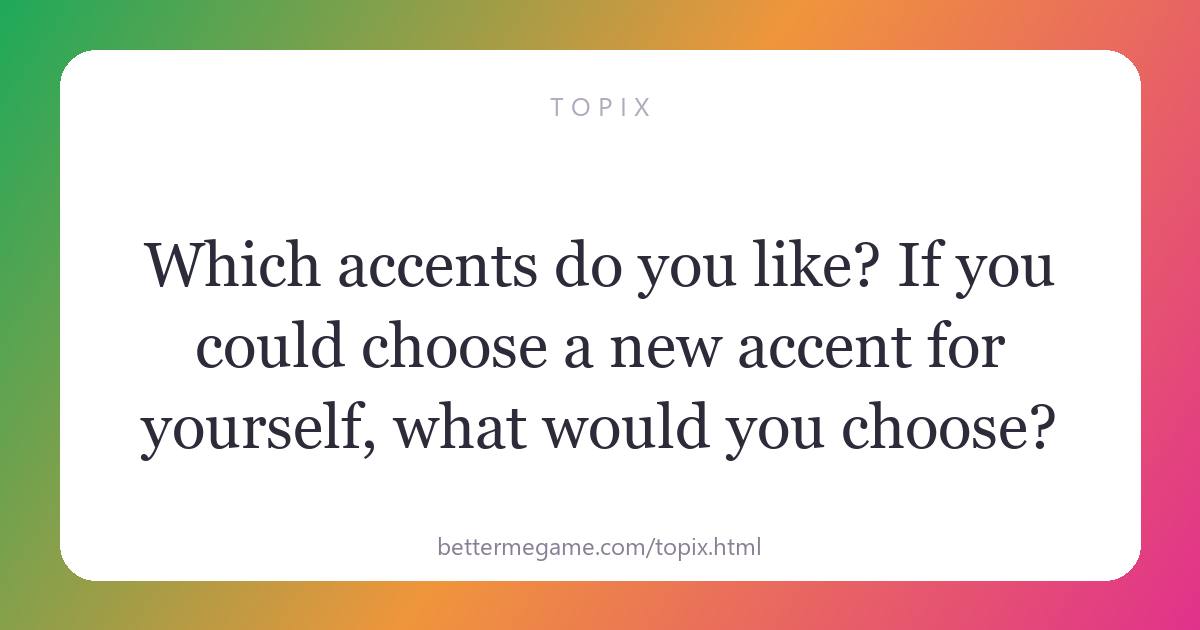 TOPIX
Which accents do you like? If you
could choose a new accent for
yourself, what would you choose?
bettermegame.com/topix.html